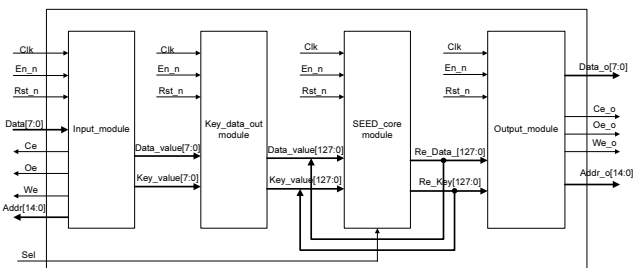 Clk
En_n
Rst_n
Data[7:0]
Ce
Oe
We
Addr[14:0]
Sel
Input_module
Clk
En_n
Rst_n
Data_value[7:0]
Key_value[7:0]
Key_data_out
module
Clk
En_n
Rst_n
Data_value[127:0]
Key_value[127:0]
SEED_core
module
Clk
En_n
Rst_n
Re_Data_[127:0]
Re_Key[127:0]
Output_module
Data_o[7:0]
Ce_o
Oe_o
We_o
Addr_o[14:0]